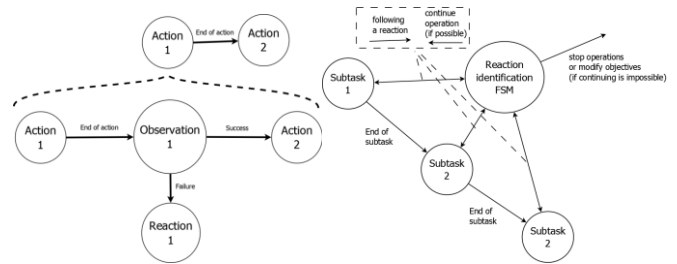 Action
1
End of action
Action
2
Action
1
End of action
Observation
1
Success
Action
2
Failure
Reaction
1
following
a reaction
continue
operation
(if possible)
Subtask
1
Reaction
identification
FSM
stop operations
or modify objectives
(if continuing is impossible)
End of
subtask
Subtask
2
End of
subtask
Subtask
2